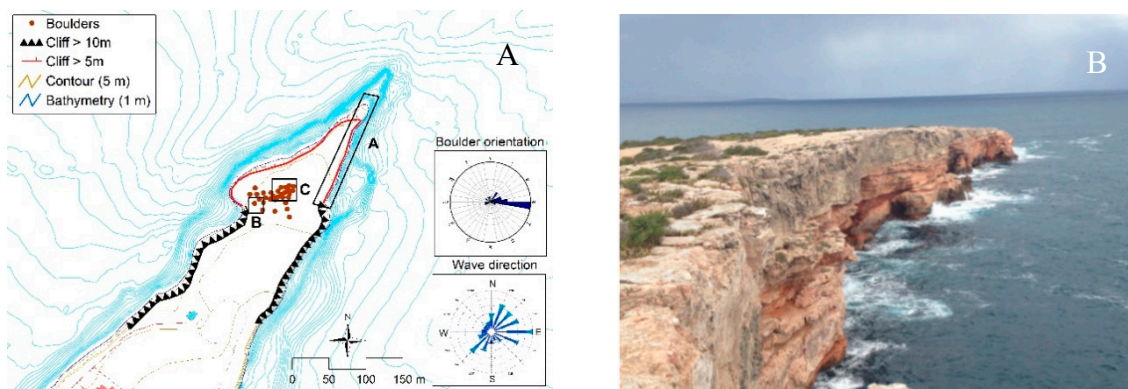 Boulders
Cliff > 10m
Cliff > 5m
Contour (5 m)
Bathymetry (1 m)
A
A
C
B
Boulder orientation
Wave direction
N
W
E
S
0 50 100 150 m
B